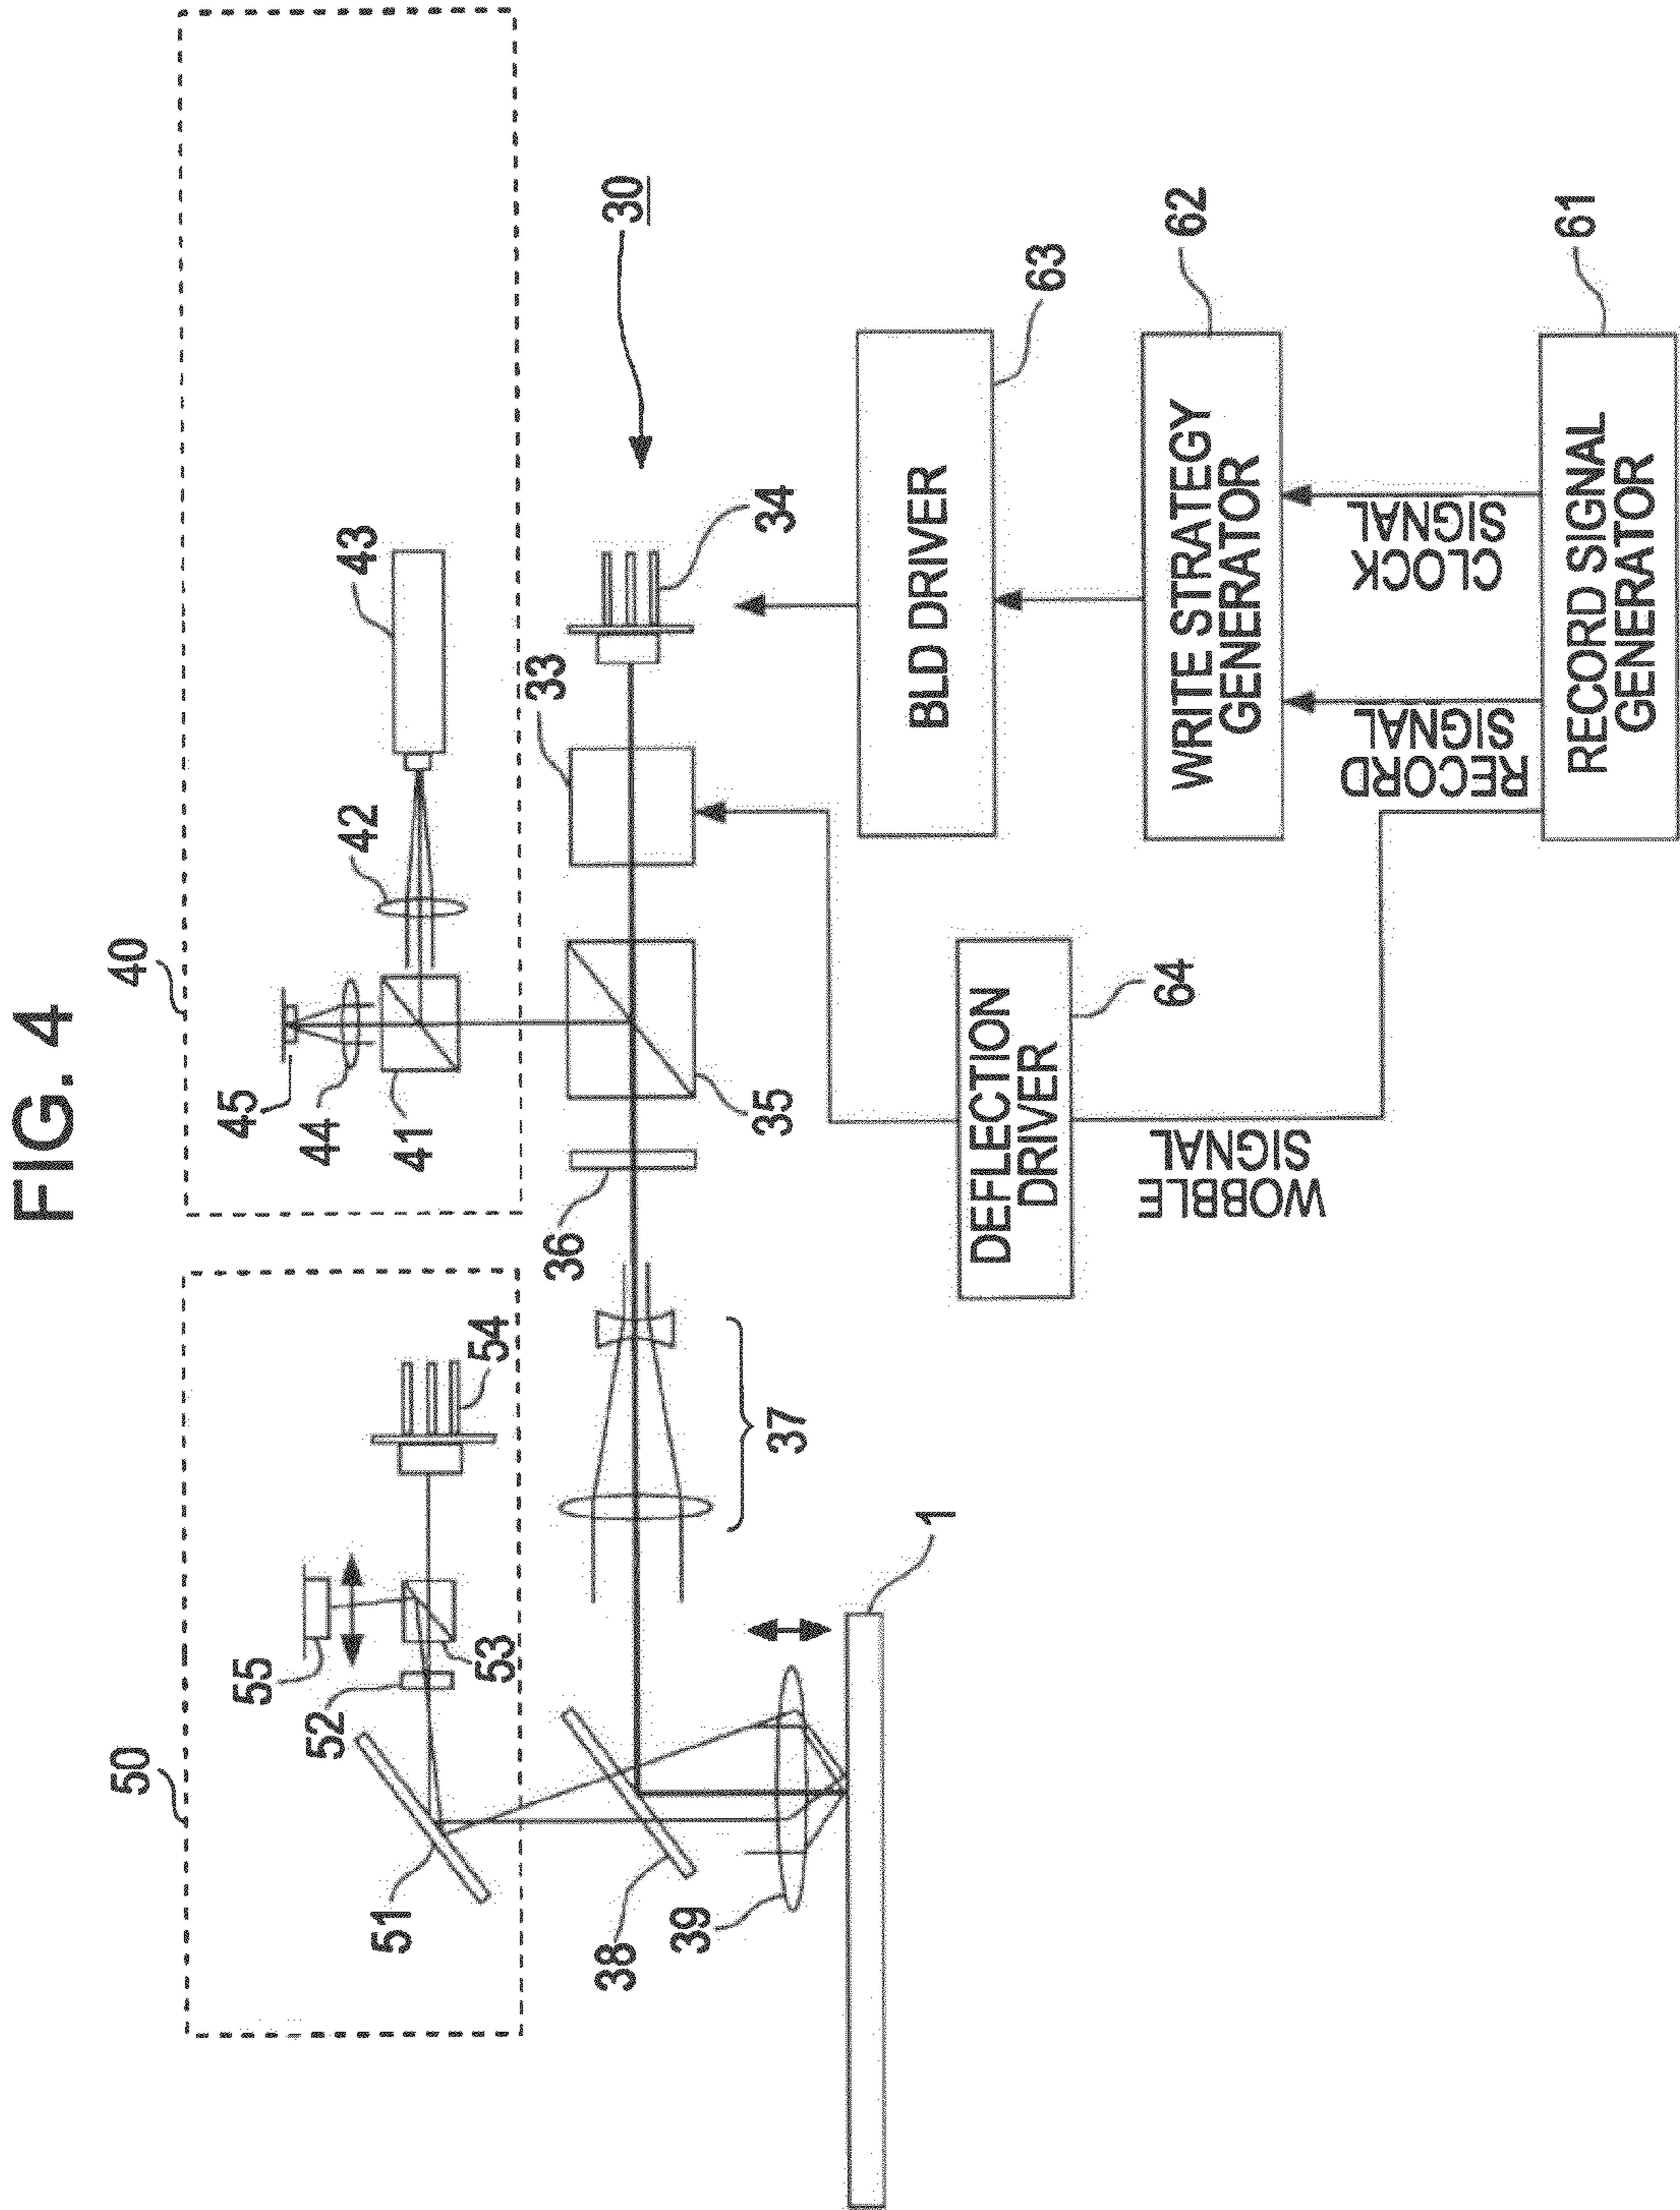 FIG. 4
50
40
55
54
45
43
52
44
42
53
41
51
30
36
33
38
37
35
34
39
1
DEFLECTION
DRIVER
64
BLD DRIVER
63
WOBBLE
SIGNAL
WRITE STRATEGY
GENERATOR
62
RECORD
SIGNAL
CLOCK
SIGNAL
RECORD SIGNAL
GENERATOR
61